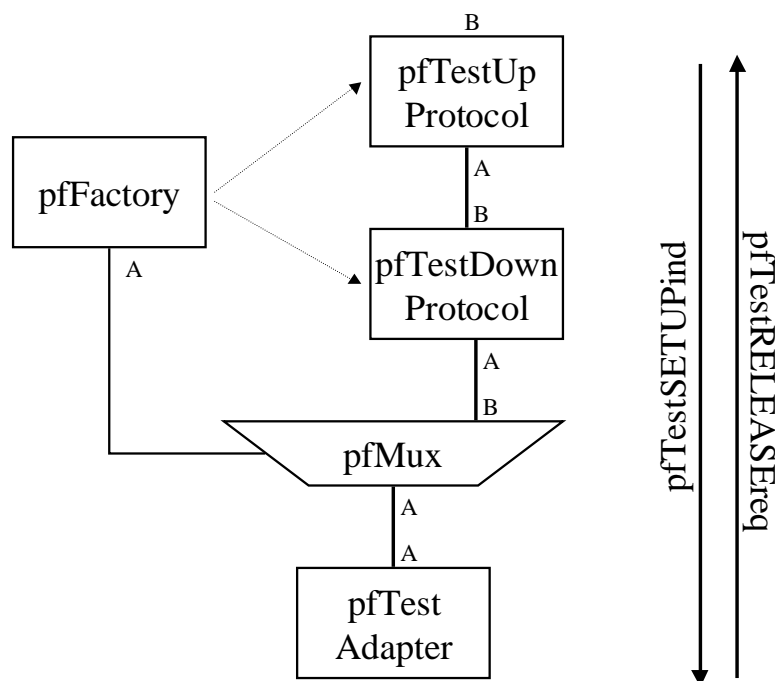 B
pfTestUp
Protocol
A
B
pfFactory
A
pfTestDown
Protocol
A
B
pfMux
A
A
pfTest
Adapter
pfTestSETUPind
pfTestRELEASEreq